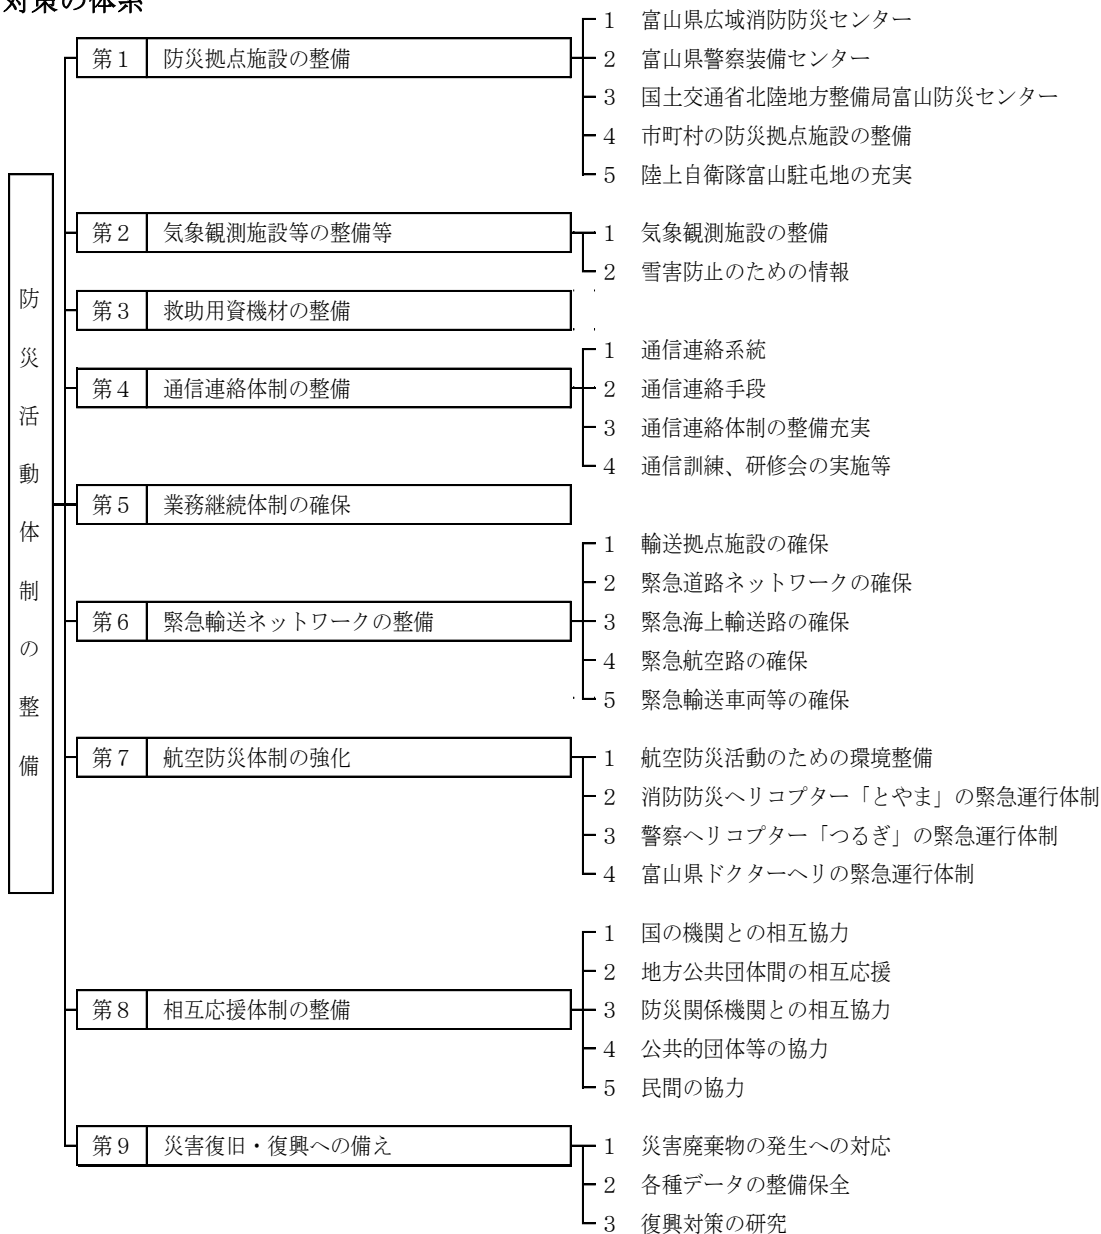 対策の体系
防災活動体制の整備
第１ 防災拠点施設の整備
１ 富山県広域消防防災センター
２ 富山県警察装備センター
３ 国土交通省北陸地方整備局富山防災センター
４ 市町村の防災拠点施設の整備
５ 陸上自衛隊富山駐屯地の充実
第２ 気象観測施設等の整備等
１ 気象観測施設の整備
２ 雪害防止のための情報
第３ 救助用資機材の整備
第４ 通信連絡体制の整備
１ 通信連絡系統
２ 通信連絡手段
３ 通信連絡体制の整備充実
４ 通信訓練、研修会の実施等
第５ 業務継続体制の確保
第６ 緊急輸送ネットワークの整備
１ 輸送拠点施設の確保
２ 緊急道路ネットワークの確保
３ 緊急海上輸送路の確保
４ 緊急航空路の確保
５ 緊急輸送車両等の確保
第７ 航空防災体制の強化
１ 航空防災活動のための環境整備
２ 消防防災ヘリコプター「とやま」の緊急運行体制
３ 警察ヘリコプター「つるぎ」の緊急運行体制
４ 富山県ドクターヘリの緊急運行体制
第８ 相互応援体制の整備
１ 国の機関との相互協力
２ 地方公共団体間の相互応援
３ 防災関係機関との相互協力
４ 公共的団体等の協力
５ 民間の協力
第９ 災害復旧・復興への備え
１ 災害廃棄物の発生への対応
２ 各種データの整備保全
３ 復興対策の研究